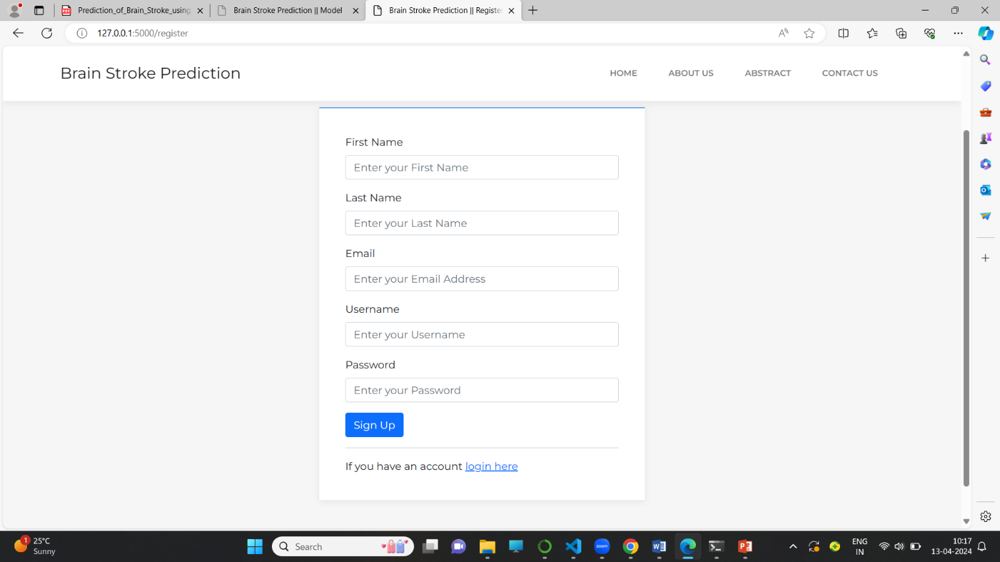 Prediction_of_Brain_Stroke_using
Brain Stroke Prediction || Model
Brain Stroke Prediction || Register
127.0.0.1:5000/register
Brain Stroke Prediction
HOME
ABOUT US
ABSTRACT
CONTACT US
First Name
Enter your First Name
Last Name
Enter your Last Name
Email
Enter your Email Address
Username
Enter your Username
Password
Enter your Password
Sign Up
If you have an account login here
1
25°C
Sunny
Search
zoom
ENG
IN
10:17
13-04-2024